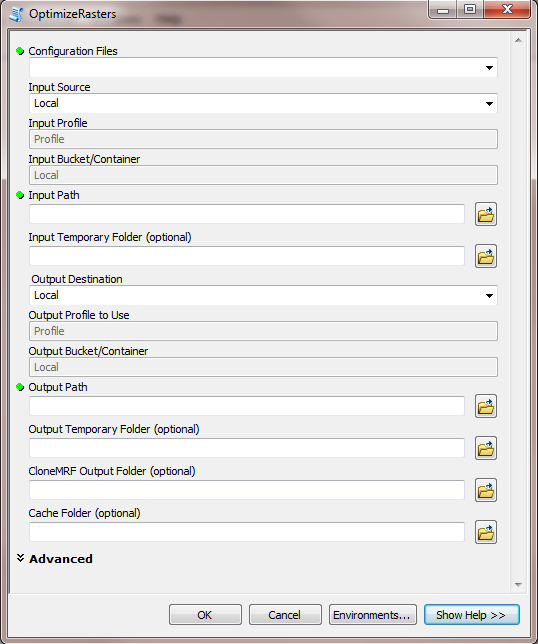 OptimizeRasters
Configuration Files
Input Source
Local
Input Profile
Profile
Input Bucket/Container
Local
Input Path
Input Temporary Folder (optional)
Output Destination
Local
Output Profile to Use
Profile
Output Bucket/Container
Local
Output Path
Output Temporary Folder (optional)
CloneMRF Output Folder (optional)
Cache Folder (optional)
Advanced
OK Cancel Environments... Show Help >>